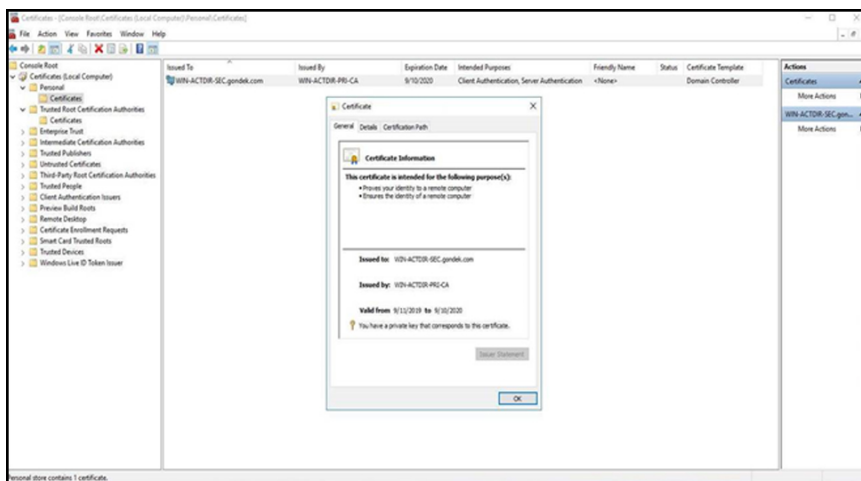 Certificates - [Console Root\Certificates (Local Computer)\Personal\Certificates]
File Action View Favorites Window Help
Console Root
Certificates (Local Computer)
Personal
Certificates
Trusted Root Certification Authorities
Certificates
Enterprise Trust
Intermediate Certification Authorities
Trusted Publishers
Untrusted Certificates
Third-Party Root Certification Authorities
Trusted People
Client Authentication Issuers
Preview Build Roots
Remote Desktop
Certificate Enrollment Requests
Smart Card Trusted Roots
Trusted Devices
Windows Live ID Token Issuer
Issued To Issued By Expiration Date Intended Purposes Friendly Name Status Certificate Template
WIN-ACTDIR-SEC.gondek.com WIN-ACTDIR-PRI-CA 9/10/2020 Client Authentication, Server Authentication <None> Domain Controller
Certificate
General Details Certification Path
Certificate Information
This certificate is intended for the following purpose(s):
• Proves your identity to a remote computer
• Ensures the identity of a remote computer
Issued to: WIN-ACTDIR-SEC.gondek.com
Issued by: WIN-ACTDIR-PRI-CA
Valid from 9/11/2019 to 9/10/2020
You have a private key that corresponds to this certificate.
Issuer Statement
OK
Actions
Certificates
More Actions
WIN-ACTDIR-SEC.gon...
More Actions
Personal store contains 1 certificate.